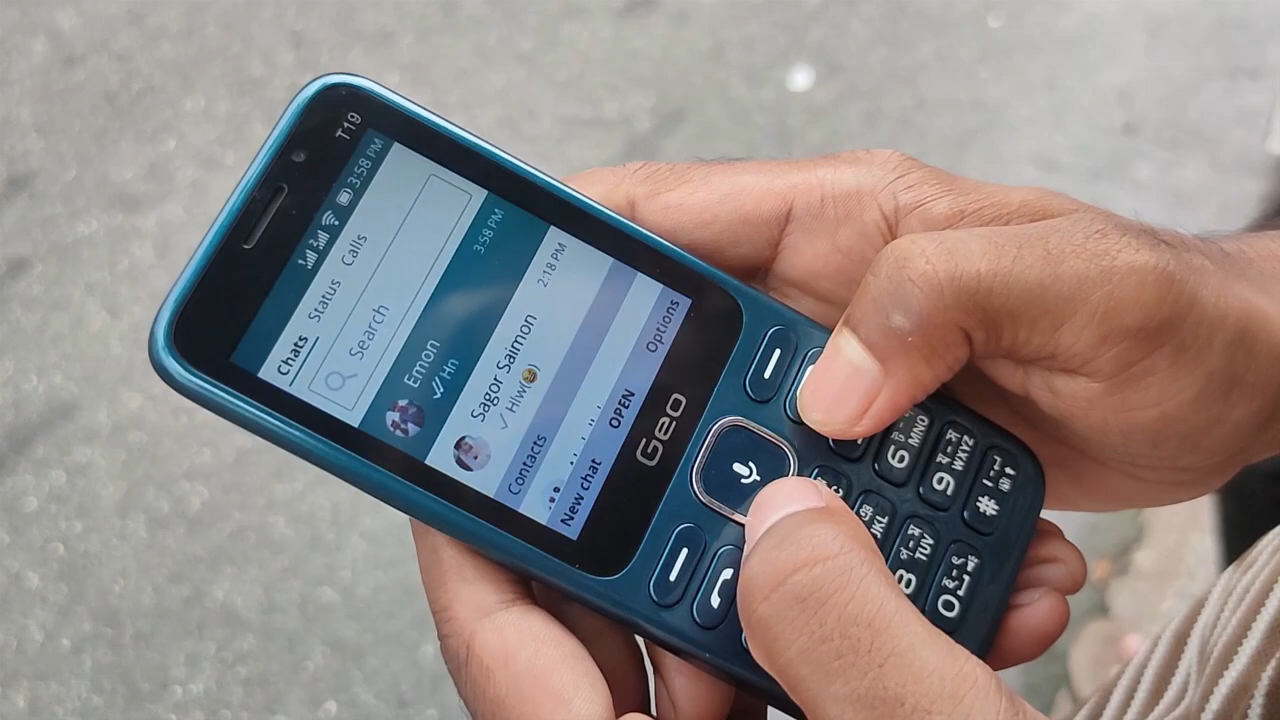 T19
3:58 PM
Chats Status Calls
Search
Emon
Hn
3:58 PM
Sagor Saimon
Hlw(😄)
2:18 PM
Contacts
New chat OPEN Options
Geo
6 MNO
JKL
9 WXYZ
8 TUV
প-ম
#
0